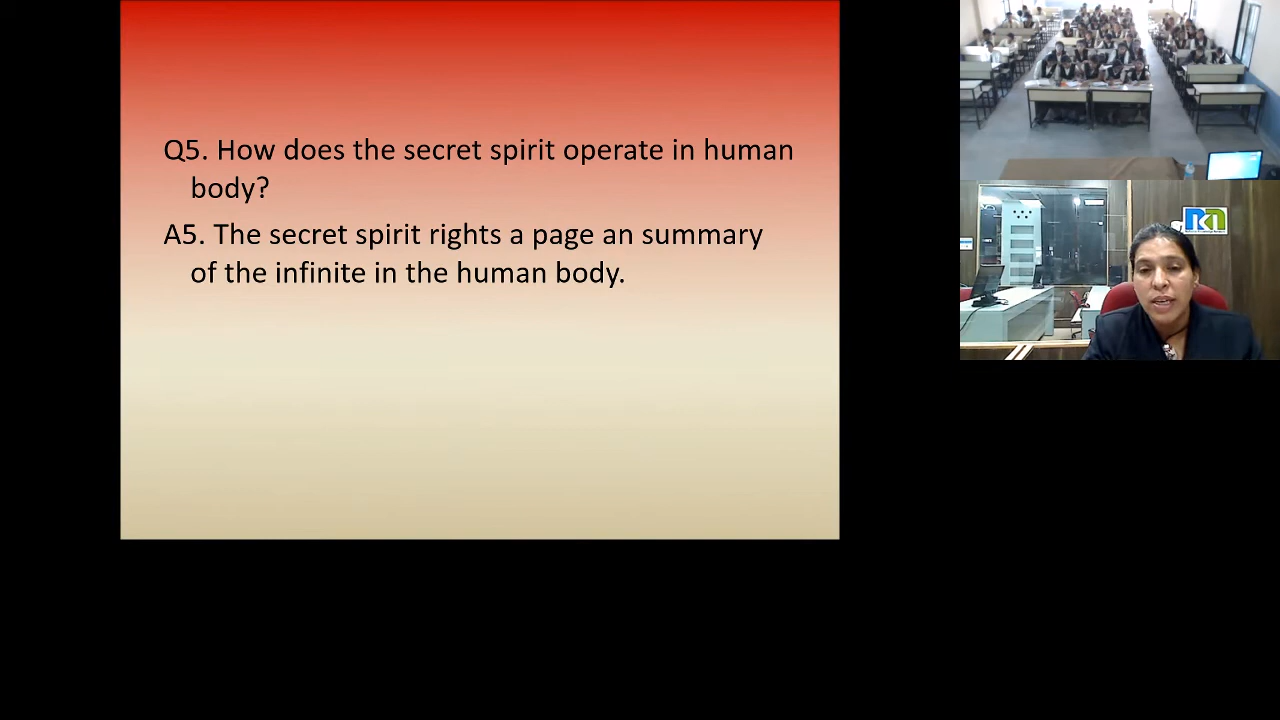 Q5. How does the secret spirit operate in human
body?
A5. The secret spirit rights a page an summary
of the infinite in the human body.